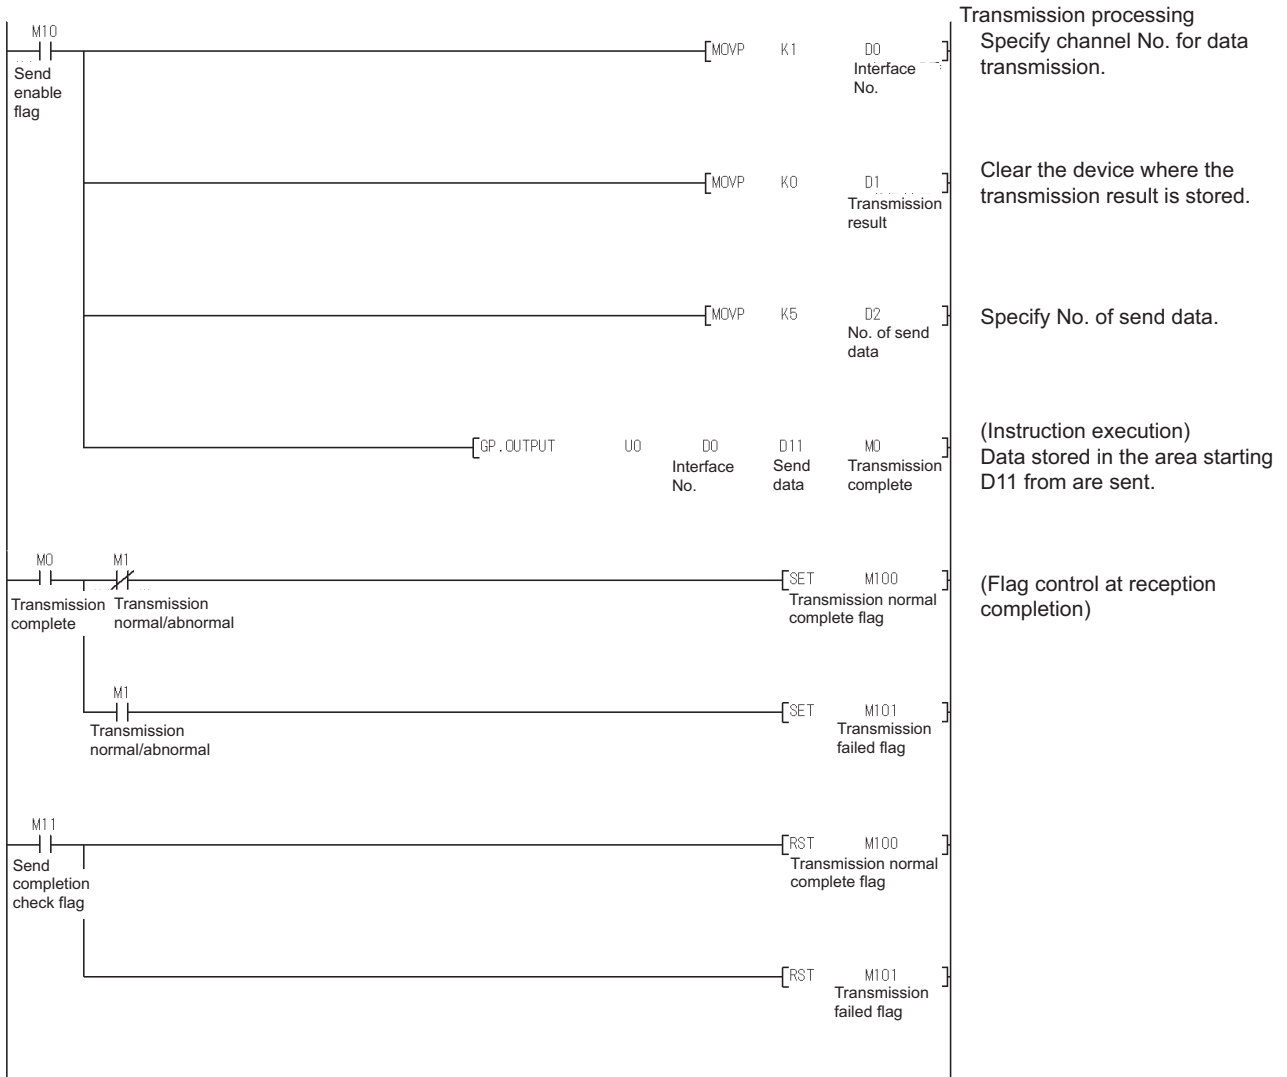 Transmission processing
M10
Send
enable
flag
MOVP K1 D0
Interface
No.
Specify channel No. for data
transmission.
MOVP K0 D1
Transmission
result
Clear the device where the
transmission result is stored.
MOVP K5 D2
No. of send
data
Specify No. of send data.
GP.OUTPUT U0 D0 D11 M0
Interface
No.
Send
data
Transmission
complete
(Instruction execution)
Data stored in the area starting
D11 from are sent.
M0 M1
Transmission
complete
Transmission
normal/abnormal
SET M100
Transmission normal
complete flag
(Flag control at reception
completion)
M1
Transmission
normal/abnormal
SET M101
Transmission
failed flag
M11
Send
completion
check flag
RST M100
Transmission normal
complete flag
RST M101
Transmission
failed flag